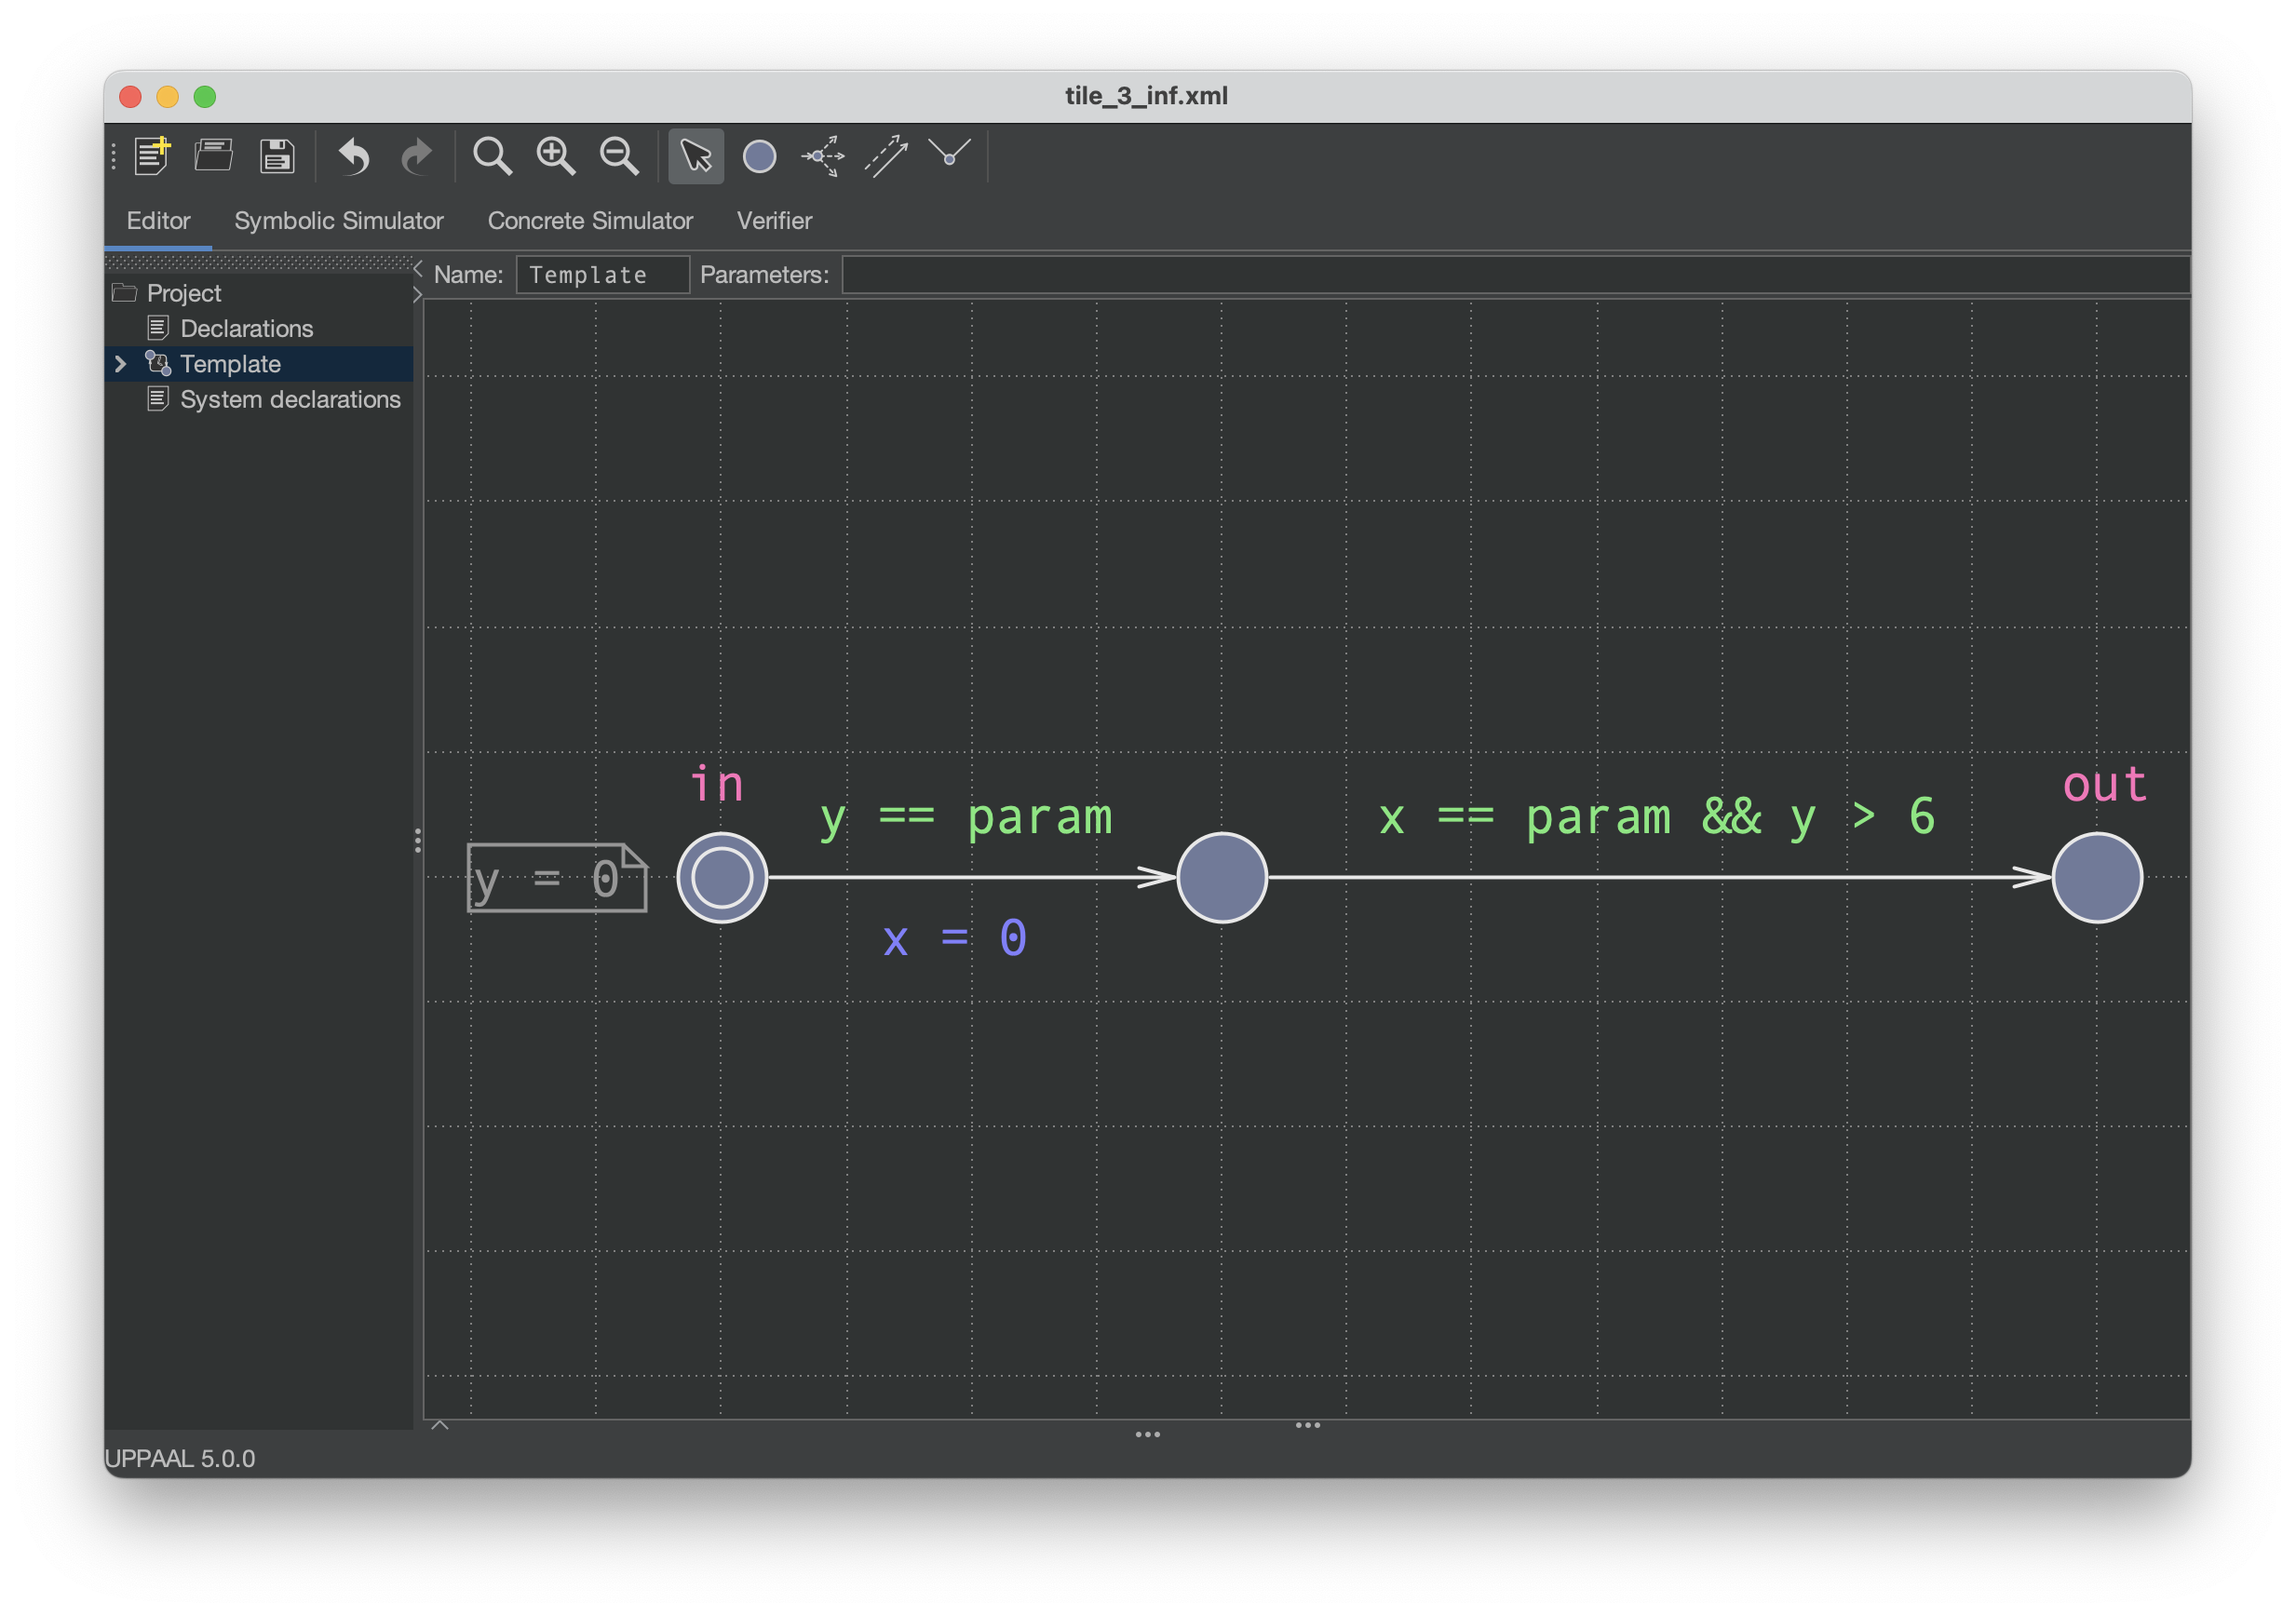 tile_3_inf.xml
Editor Symbolic Simulator Concrete Simulator Verifier
Name: Template Parameters:
Project
Declarations
Template
System declarations
in
out
y == param
x == param && y > 6
y = 0
x = 0
UPPAAL 5.0.0